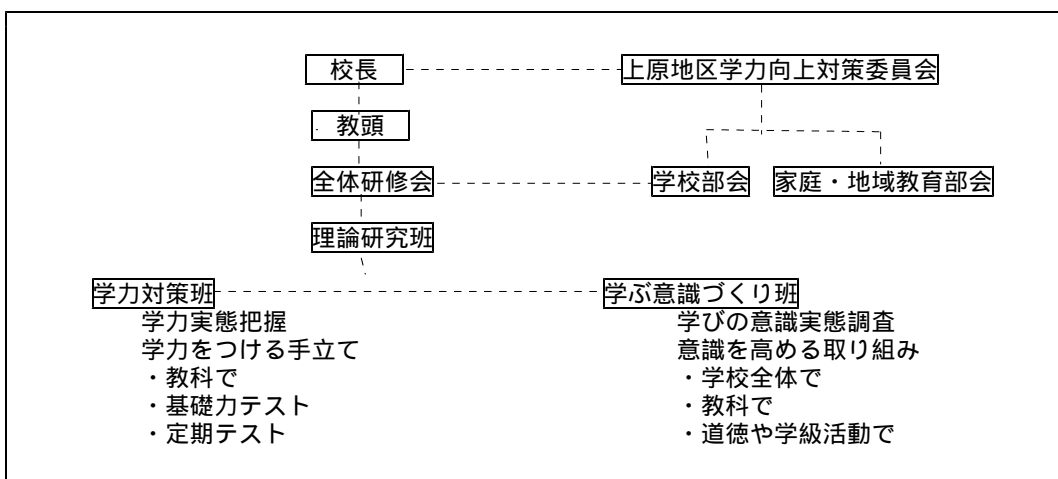 校長
上原地区学力向上対策委員会
教頭
全体研修会
学校部会
家庭・地域教育部会
理論研究班
学力対策班
学力実態把握
学力をつける手立て
・教科で
・基礎力テスト
・定期テスト
学ぶ意識づくり班
学びの意識実態調査
意識を高める取り組み
・学校全体で
・教科で
・道徳や学級活動で